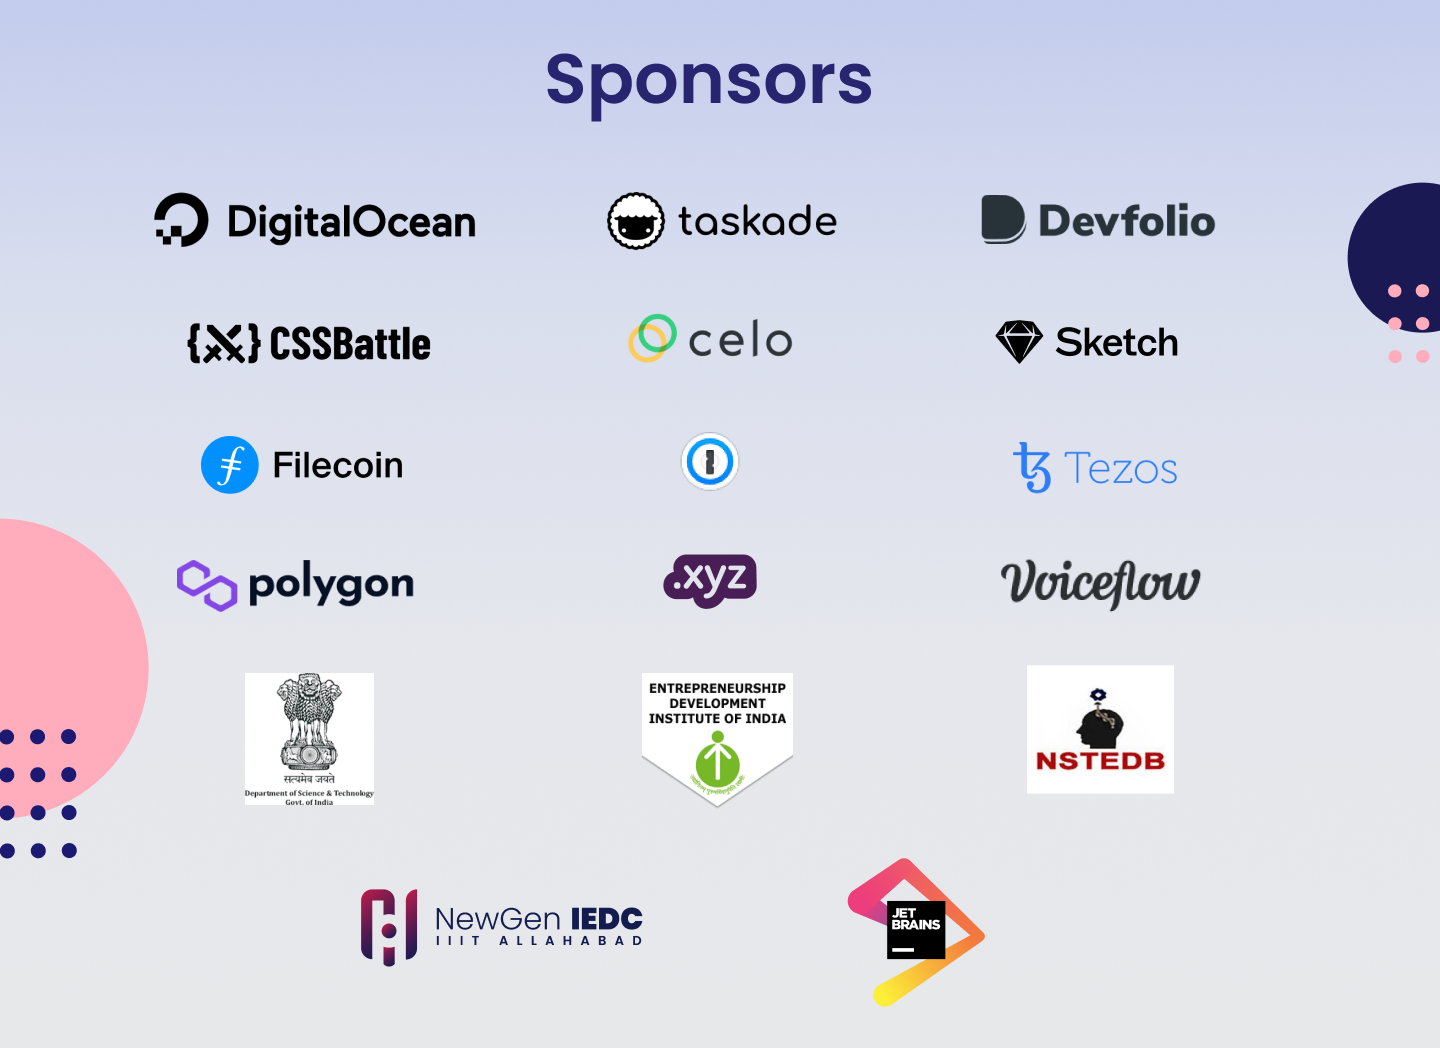 Sponsors
DigitalOcean
taskade
Devfolio
{ } CSSBattle
celo
Sketch
Filecoin
Tezos
polygon
.xyz
Voiceflow
सत्यमेव जयते
Department of Science & Technology
Govt. of India
ENTREPRENEURSHIP
DEVELOPMENT
INSTITUTE OF INDIA
NSTEDB
NewGen IEDC
IIIT ALLAHABAD
JET
BRAINS